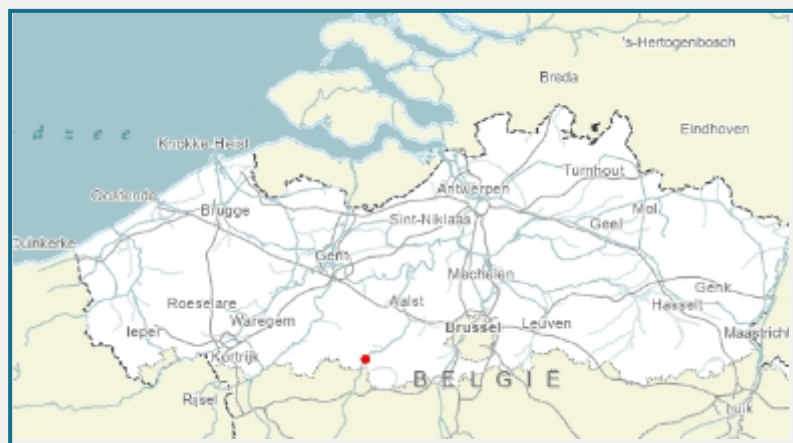 's-Hertogenbosch
Breda
Eindhoven
d z e e
Knokke-Heist
Turnhout
Antwerpen
Oostende
Mol
Brugge
Sint-Niklaas
Geel
Duinkerke
Gent
Mechelen
Genk
Roeselare
Aalst
Hasselt
Waregem
Ieper
Brussel
Leuven
Maastricht
Kortrijk
BELGIË
Rijsel
Luik